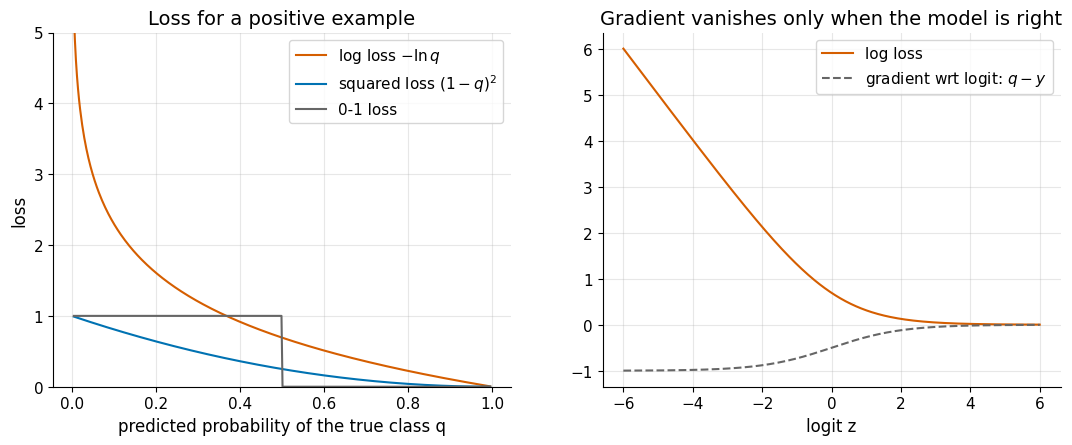 Loss for a positive example
5
4
3
2
1
0
loss
log loss −ln q
squared loss (1 − q)²
0-1 loss
0.0 0.2 0.4 0.6 0.8 1.0
predicted probability of the true class q
Gradient vanishes only when the model is right
6
5
4
3
2
1
0
−1
log loss
gradient wrt logit: q − y
−6 −4 −2 0 2 4 6
logit z